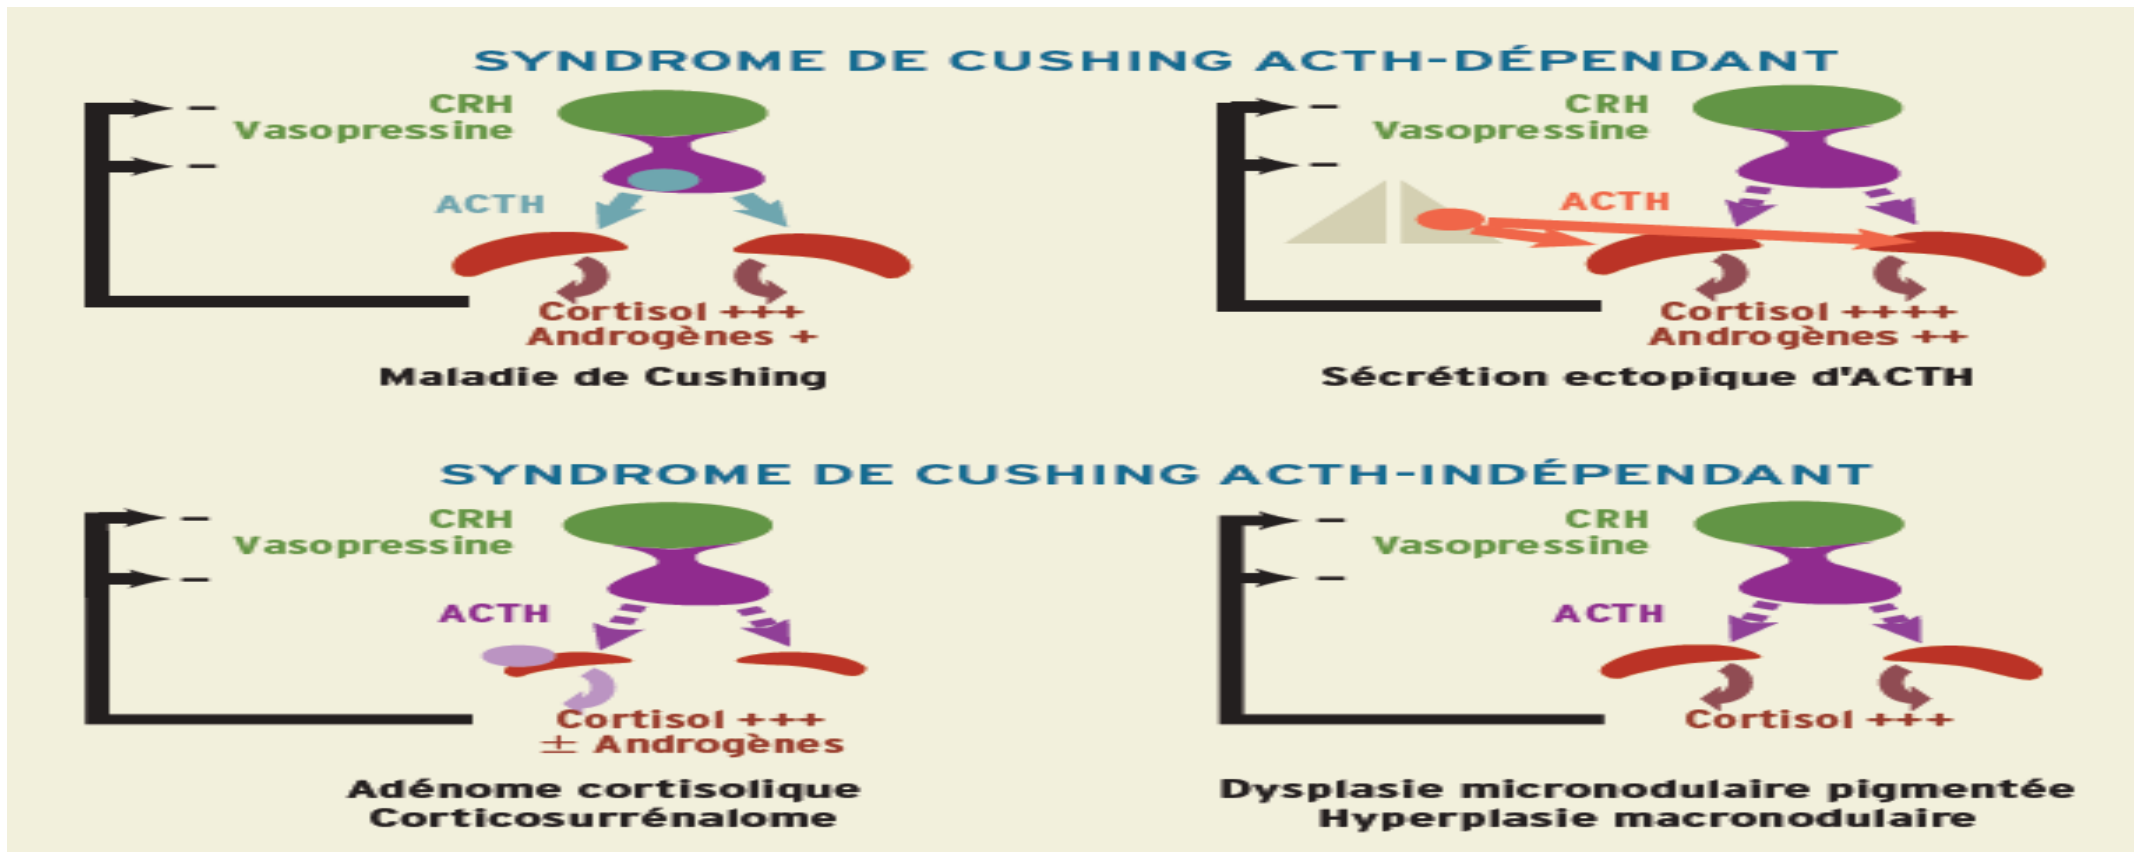 SYNDROME DE CUSHING ACTH-DÉPENDANT
CRH
Vasopressine
–
–
ACTH
Cortisol +++
Androgènes +
Maladie de Cushing
CRH
Vasopressine
–
–
ACTH
Cortisol ++++
Androgènes ++
Sécrétion ectopique d'ACTH
SYNDROME DE CUSHING ACTH-INDÉPENDANT
CRH
Vasopressine
–
–
ACTH
Cortisol +++
± Androgènes
Adénome cortisolique
Corticosurrénalome
CRH
Vasopressine
–
–
ACTH
Cortisol +++
Dysplasie micronodulaire pigmentée
Hyperplasie macronodulaire